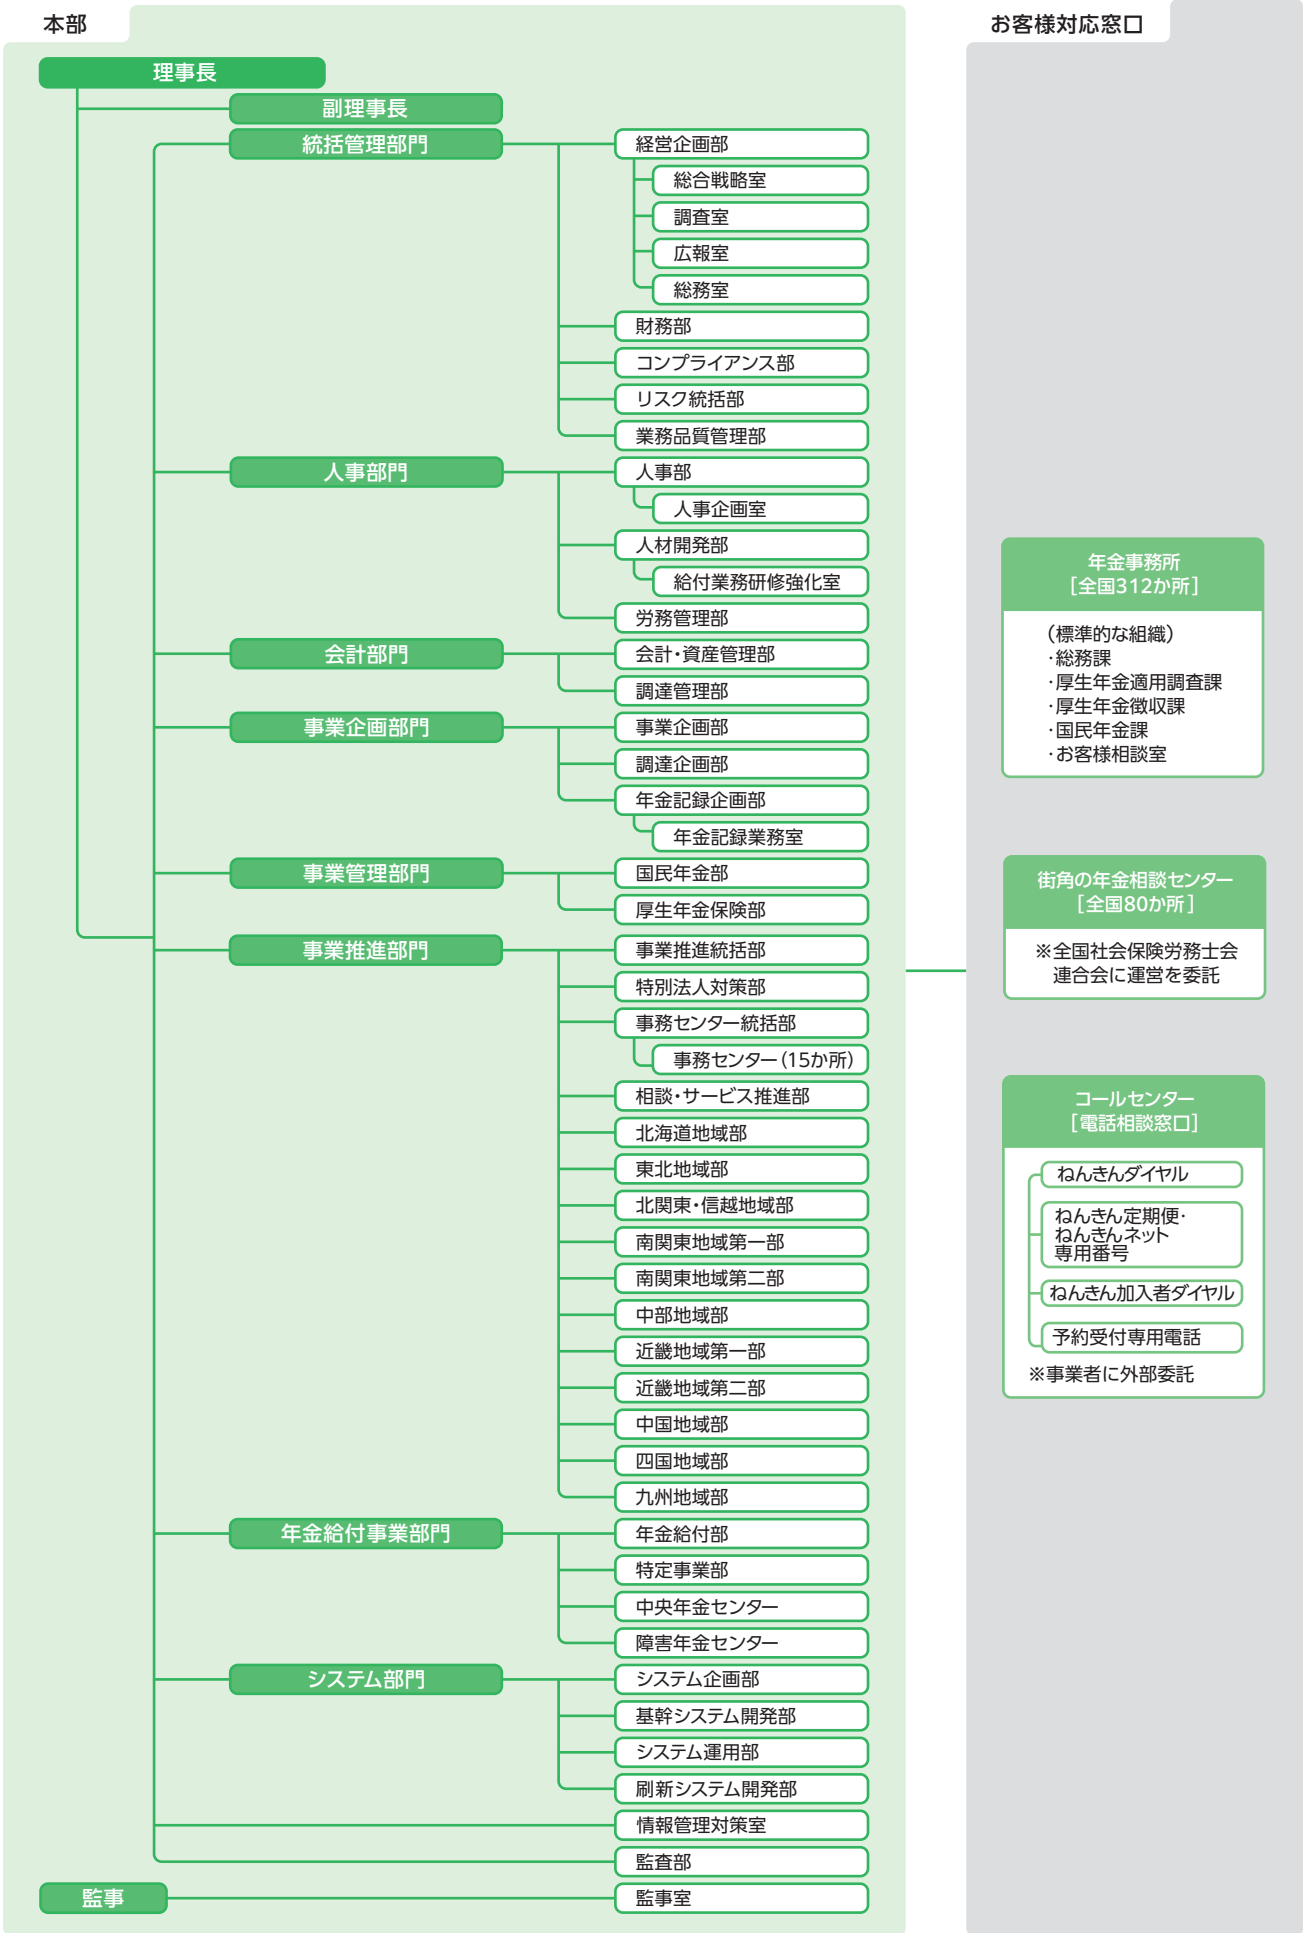 本部
理事長
副理事長
統括管理部門
経営企画部
総合戦略室
調査室
広報室
総務室
財務部
コンプライアンス部
リスク統括部
業務品質管理部
人事部門
人事部
人事企画室
人材開発部
給付業務研修強化室
労務管理部
会計部門
会計・資産管理部
調達管理部
事業企画部門
事業企画部
調達企画部
年金記録企画部
年金記録業務室
事業管理部門
国民年金部
厚生年金保険部
事業推進部門
事業推進統括部
特別法人対策部
事務センター統括部
事務センター(15か所)
相談・サービス推進部
北海道地域部
東北地域部
北関東・信越地域部
南関東地域第一部
南関東地域第二部
中部地域部
近畿地域第一部
近畿地域第二部
中国地域部
四国地域部
九州地域部
年金給付事業部門
年金給付部
特定事業部
中央年金センター
障害年金センター
システム部門
システム企画部
基幹システム開発部
システム運用部
刷新システム開発部
情報管理対策室
監査部
監事
監事室
お客様対応窓口
年金事務所
[全国312か所]
(標準的な組織)
・総務課
・厚生年金適用調査課
・厚生年金徴収課
・国民年金課
・お客様相談室
街角の年金相談センター
[全国80か所]
※全国社会保険労務士会
連合会に運営を委託
コールセンター
[電話相談窓口]
ねんきんダイヤル
ねんきん定期便・
ねんきんネット
専用番号
ねんきん加入者ダイヤル
予約受付専用電話
※事業者に外部委託